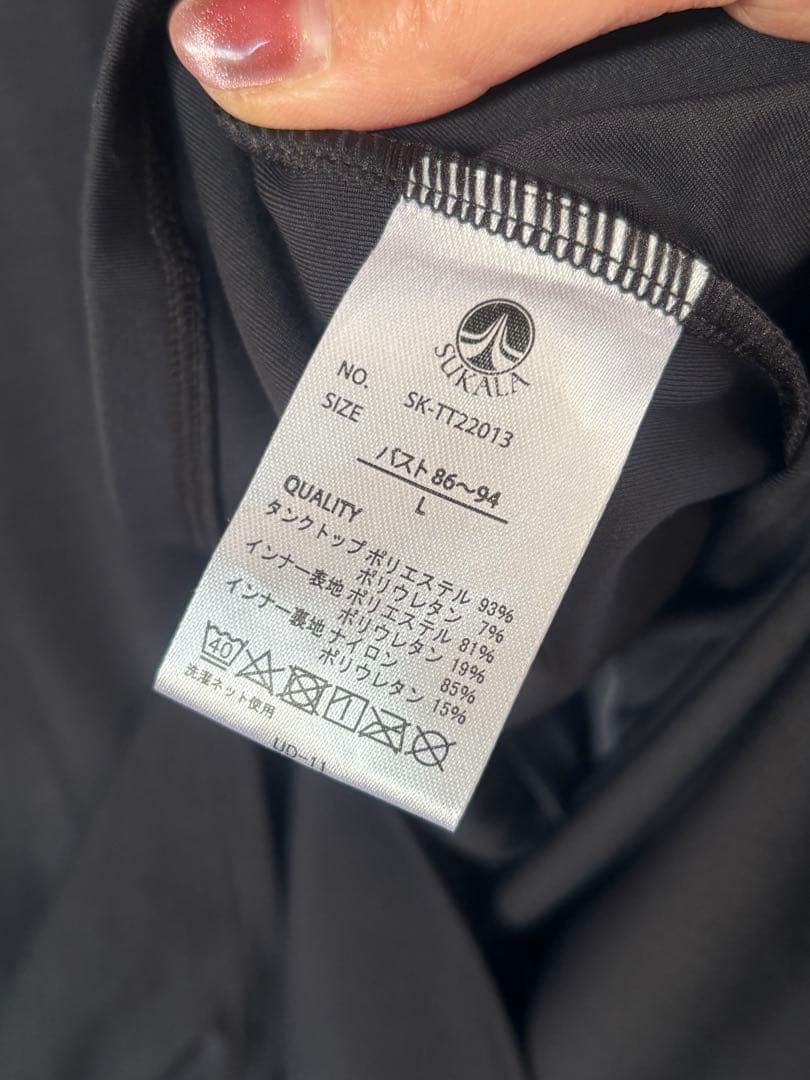 SUKALA
NO. SK-TT22013
SIZE バスト86～94
L
QUALITY
タンクトップ ポリエステル 93%
ポリウレタン 7%
インナー表地 ポリエステル 81%
ポリウレタン 19%
インナー裏地 ナイロン 85%
ポリウレタン 15%
40
洗濯ネット使用
UD-11